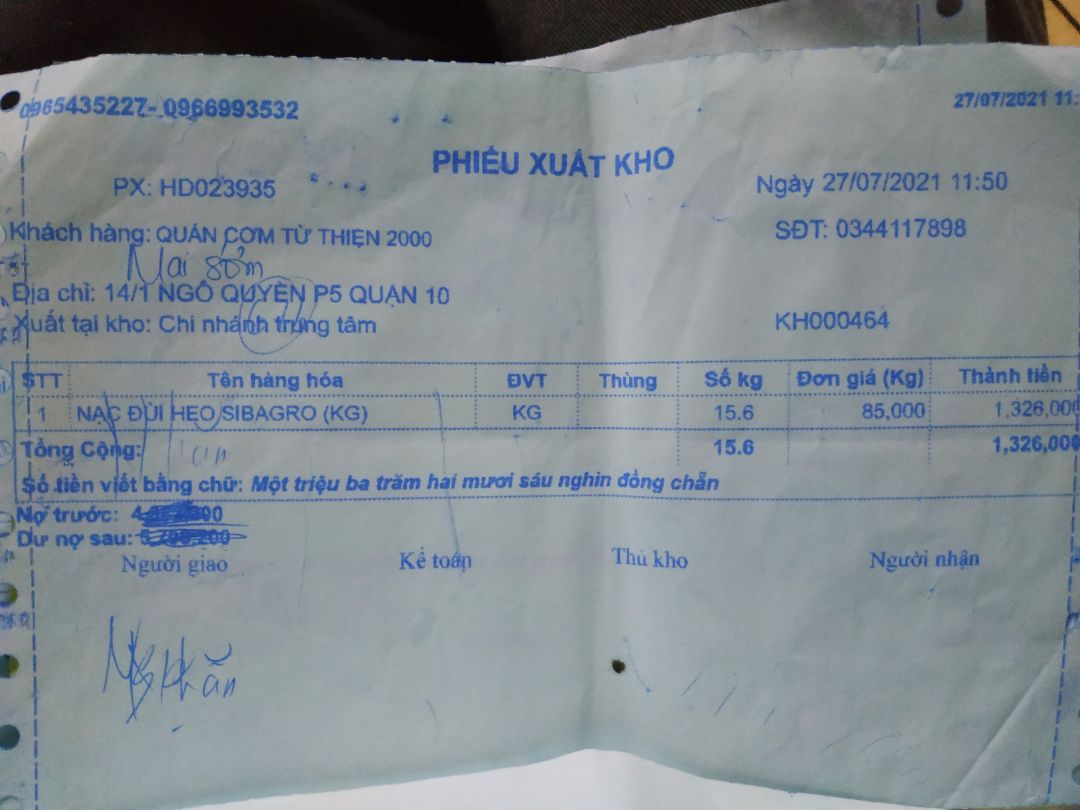 0965435227- 0966993532
27/07/2021 11:
PHIẾU XUẤT KHO
PX: HD023935
Ngày 27/07/2021 11:50
Khách hàng: QUÁN CƠM TỪ THIỆN 2000
SĐT: 0344117898
Mai sớm
Địa chỉ: 14/1 NGÔ QUYỀN P5 QUẬN 10
Xuất tại kho: Chi nhánh trung tâm
KH000464
STT Tên hàng hóa ĐVT Thùng Số kg Đơn giá (Kg) Thành tiền
1 NẠC ĐÙI HEO SIBAGRO (KG) KG 15.6 85,000 1,326,000
Tổng Cộng: 15.6 1,326,000
Số tiền viết bằng chữ: Một triệu ba trăm hai mươi sáu nghìn đồng chẵn
Nợ trước:
Dư nợ sau:
Người giao Kế toán Thủ kho Người nhận